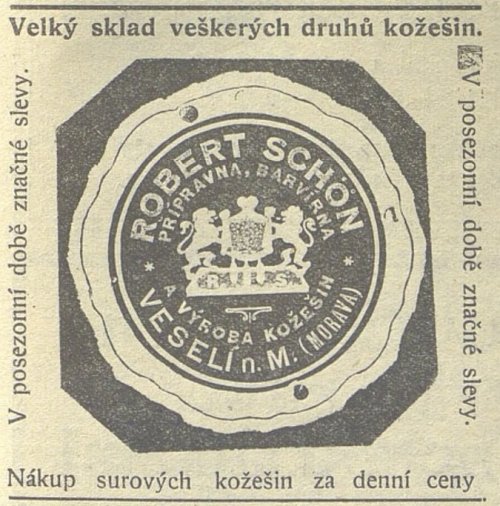 Velký sklad veškerých druhů kožešin.
V posezonní době značné slevy.
ROBERT SCHÖN
PŘÍPRAVNA, BARVÍRNA
A VÝROBA KOŽEŠIN
VESELÍ n. M. (MORAVA)
V posezonní době značné slevy.
Nákup surových kožešin za denní ceny